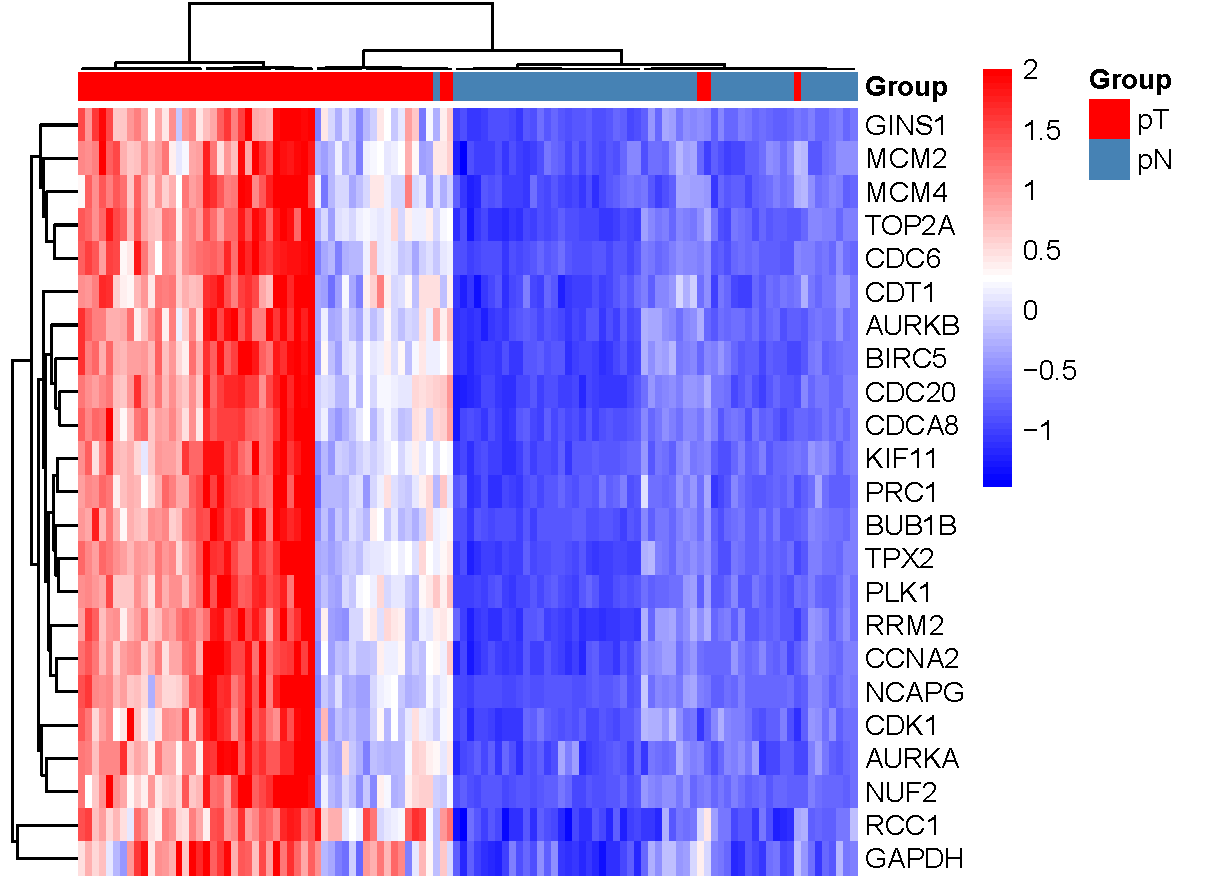 Group
GINS1
MCM2
MCM4
TOP2A
CDC6
CDT1
AURKB
BIRC5
CDC20
CDCA8
KIF11
PRC1
BUB1B
TPX2
PLK1
RRM2
CCNA2
NCAPG
CDK1
AURKA
NUF2
RCC1
GAPDH
2
1.5
1
0.5
0
−0.5
−1
Group
pT
pN